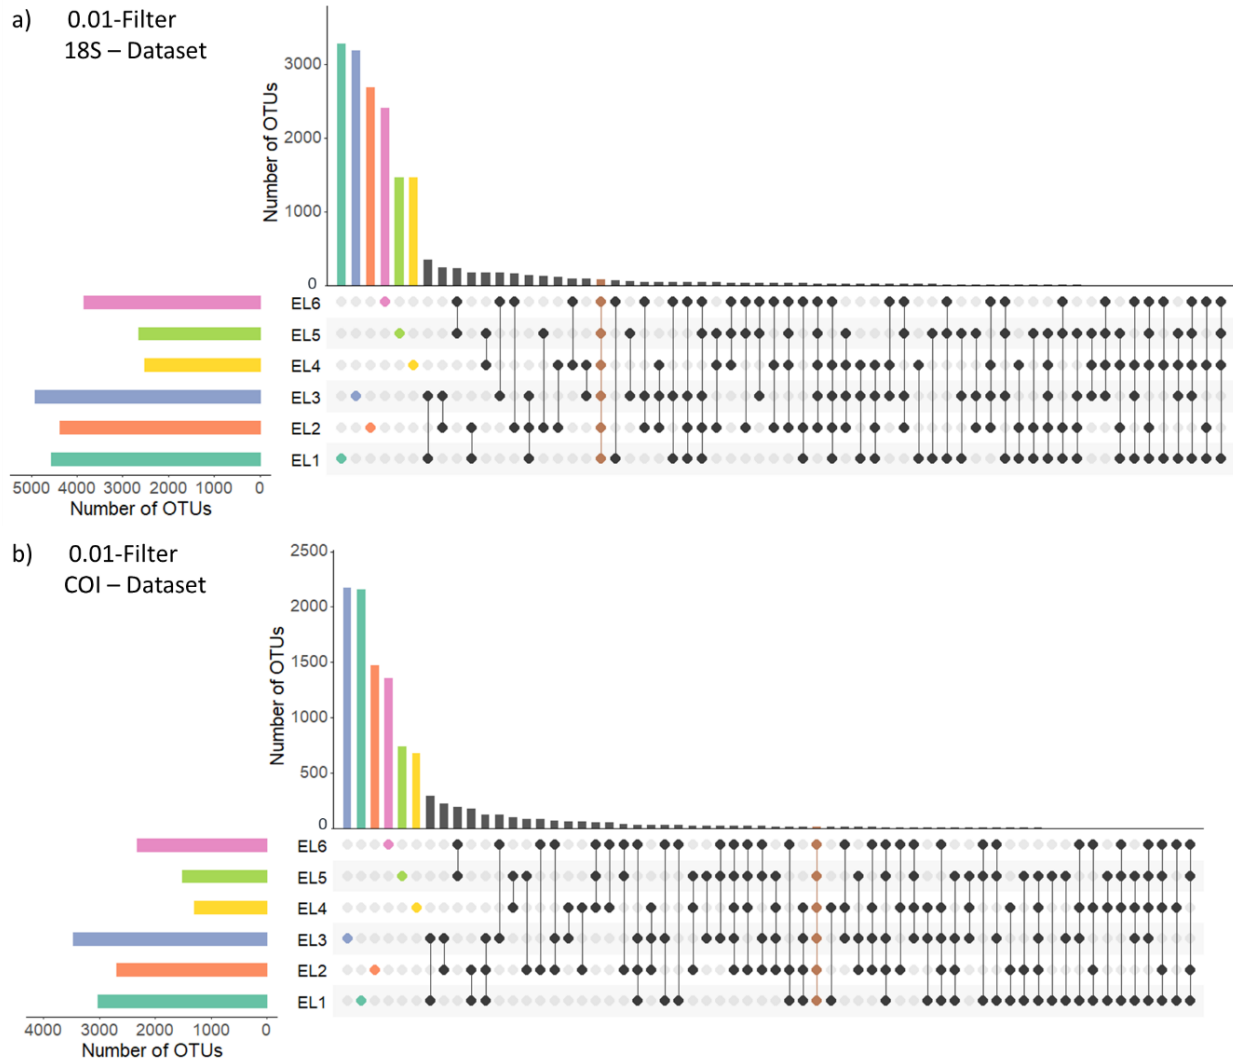 a) 0.01-Filter
18S – Dataset
Number of OTUs
3000
2000
1000
0
EL6
EL5
EL4
EL3
EL2
EL1
5000 4000 3000 2000 1000 0
Number of OTUs
b) 0.01-Filter
COI – Dataset
Number of OTUs
2500
2000
1500
1000
500
0
EL6
EL5
EL4
EL3
EL2
EL1
4000 3000 2000 1000 0
Number of OTUs